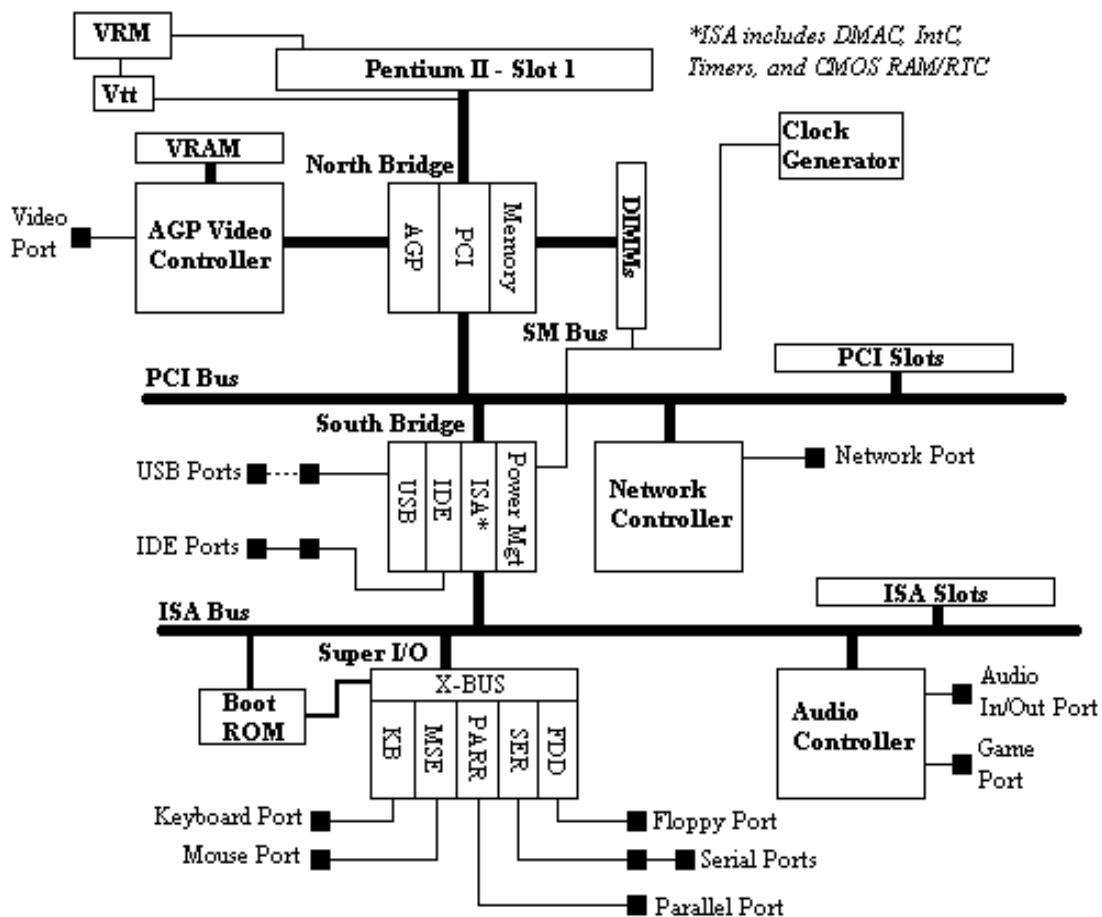 VRM
Pentium II - Slot 1
*ISA includes DMAC, IntC,
Timers, and CMOS RAM/RTC
Vtt
VRAM
North Bridge
Clock
Generator
Video
Port
AGP Video
Controller
AGP
PCI
Memory
DIMMs
SM Bus
PCI Bus
PCI Slots
South Bridge
USB Ports
USB
IDE
ISA*
Power Mgt
Network
Controller
Network Port
IDE Ports
ISA Bus
ISA Slots
Super I/O
X-BUS
Boot
ROM
KB
MSE
PARR
SER
FDD
Audio
Controller
Audio
In/Out Port
Game
Port
Keyboard Port
Floppy Port
Mouse Port
Serial Ports
Parallel Port